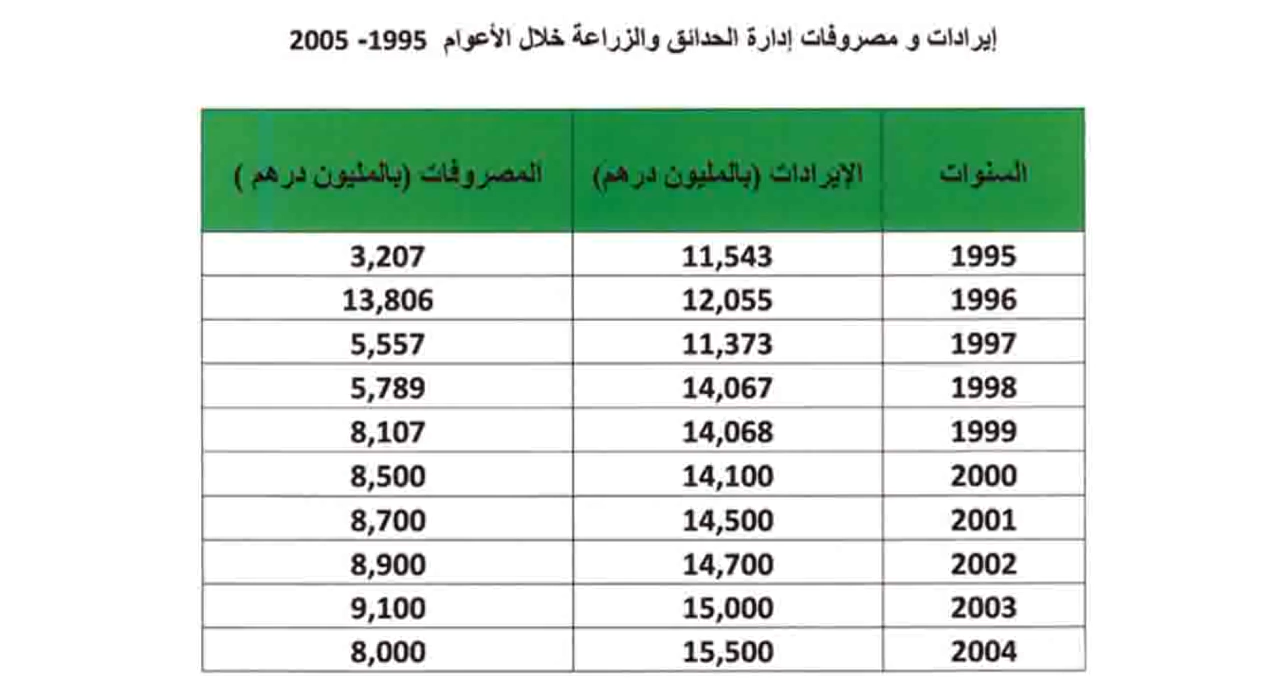 إيرادات و مصروفات إدارة الحدائق والزراعة خلال الأعوام 1995- 2005
السنوات الإيرادات (بالمليون درهم) المصروفات (بالمليون درهم )
1995 11,543 3,207
1996 12,055 13,806
1997 11,373 5,557
1998 14,067 5,789
1999 14,068 8,107
2000 14,100 8,500
2001 14,500 8,700
2002 14,700 8,900
2003 15,000 9,100
2004 15,500 8,000